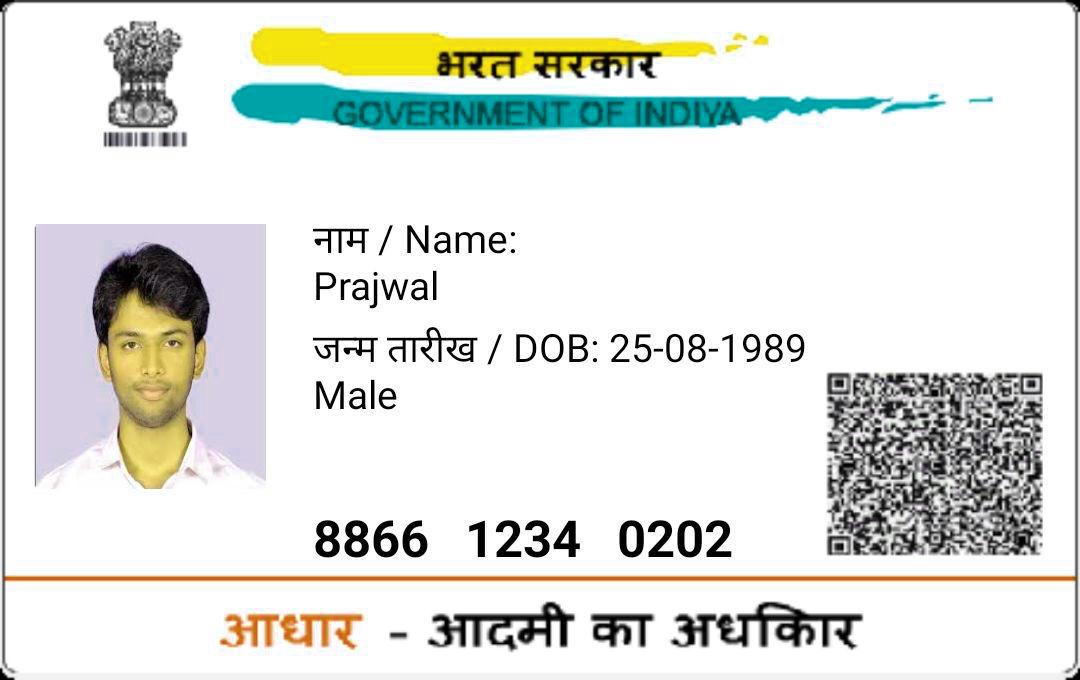 भरत सरकार
GOVERNMENT OF INDIYA
नाम / Name:
Prajwal
जन्म तारीख / DOB: 25-08-1989
Male
8866 1234 0202
आधार - आदमी का अधकिार